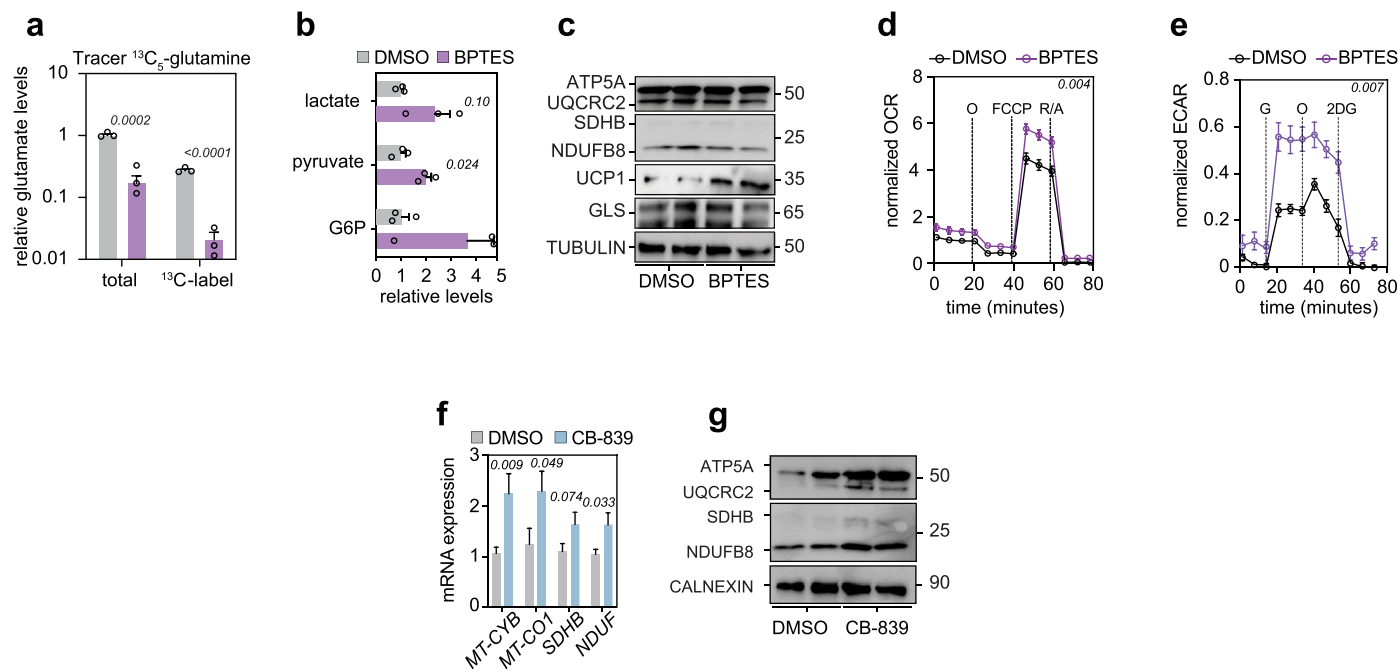 a
Tracer ¹³C₅-glutamine
relative glutamate levels
10
1
0.1
0.01
0.0002
<0.0001
total
¹³C-label
b
DMSO BPTES
lactate
pyruvate
G6P
0.10
0.024
0 1 2 3 4 5
relative levels
c
ATP5A
UQCRC2
SDHB
NDUFB8
UCP1
GLS
TUBULIN
50
25
35
65
50
DMSO BPTES
d
DMSO BPTES
0.004
normalized OCR
8
6
4
2
0
O FCCP R/A
0 20 40 60 80
time (minutes)
e
DMSO BPTES
0.007
normalized ECAR
0.8
0.6
0.4
0.2
0
G O 2DG
0 20 40 60 80
time (minutes)
f
DMSO CB-839
mRNA expression
3
2
1
0
0.009
0.049
0.074
0.033
MT-CYB
MT-CO1
SDHB
NDUF
g
ATP5A
UQCRC2
SDHB
NDUFB8
CALNEXIN
50
25
90
DMSO CB-839